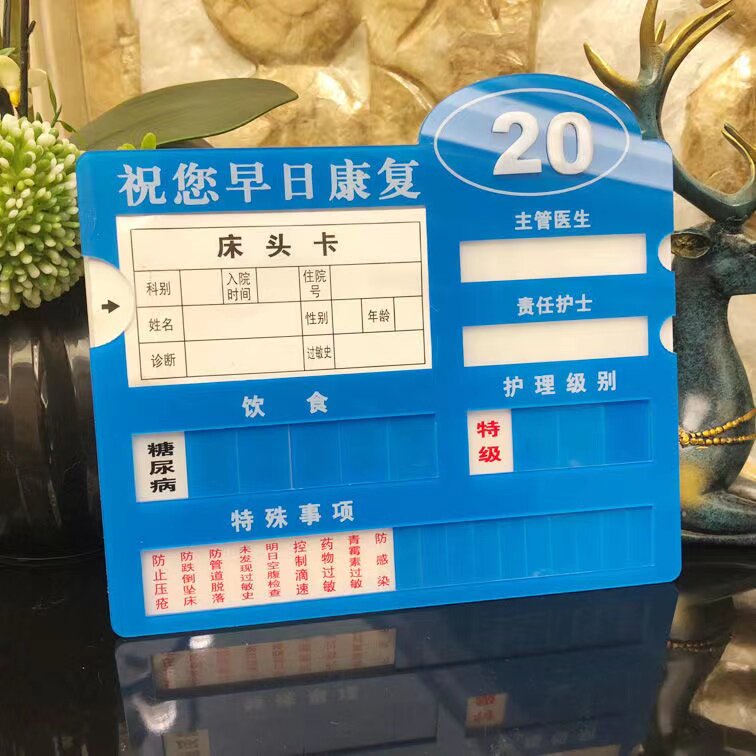 20
祝您早日康复
床头卡
科别 入院时间 住院号
姓名 性别 年龄
诊断 过敏史
主管医生
责任护士
饮食
糖尿病
护理级别
特级
特殊事项
防止压疮
防跌倒坠床
防管道脱落
未发现过敏史
明日空腹检查
控制滴速
药物过敏
青霉素过敏
防感染